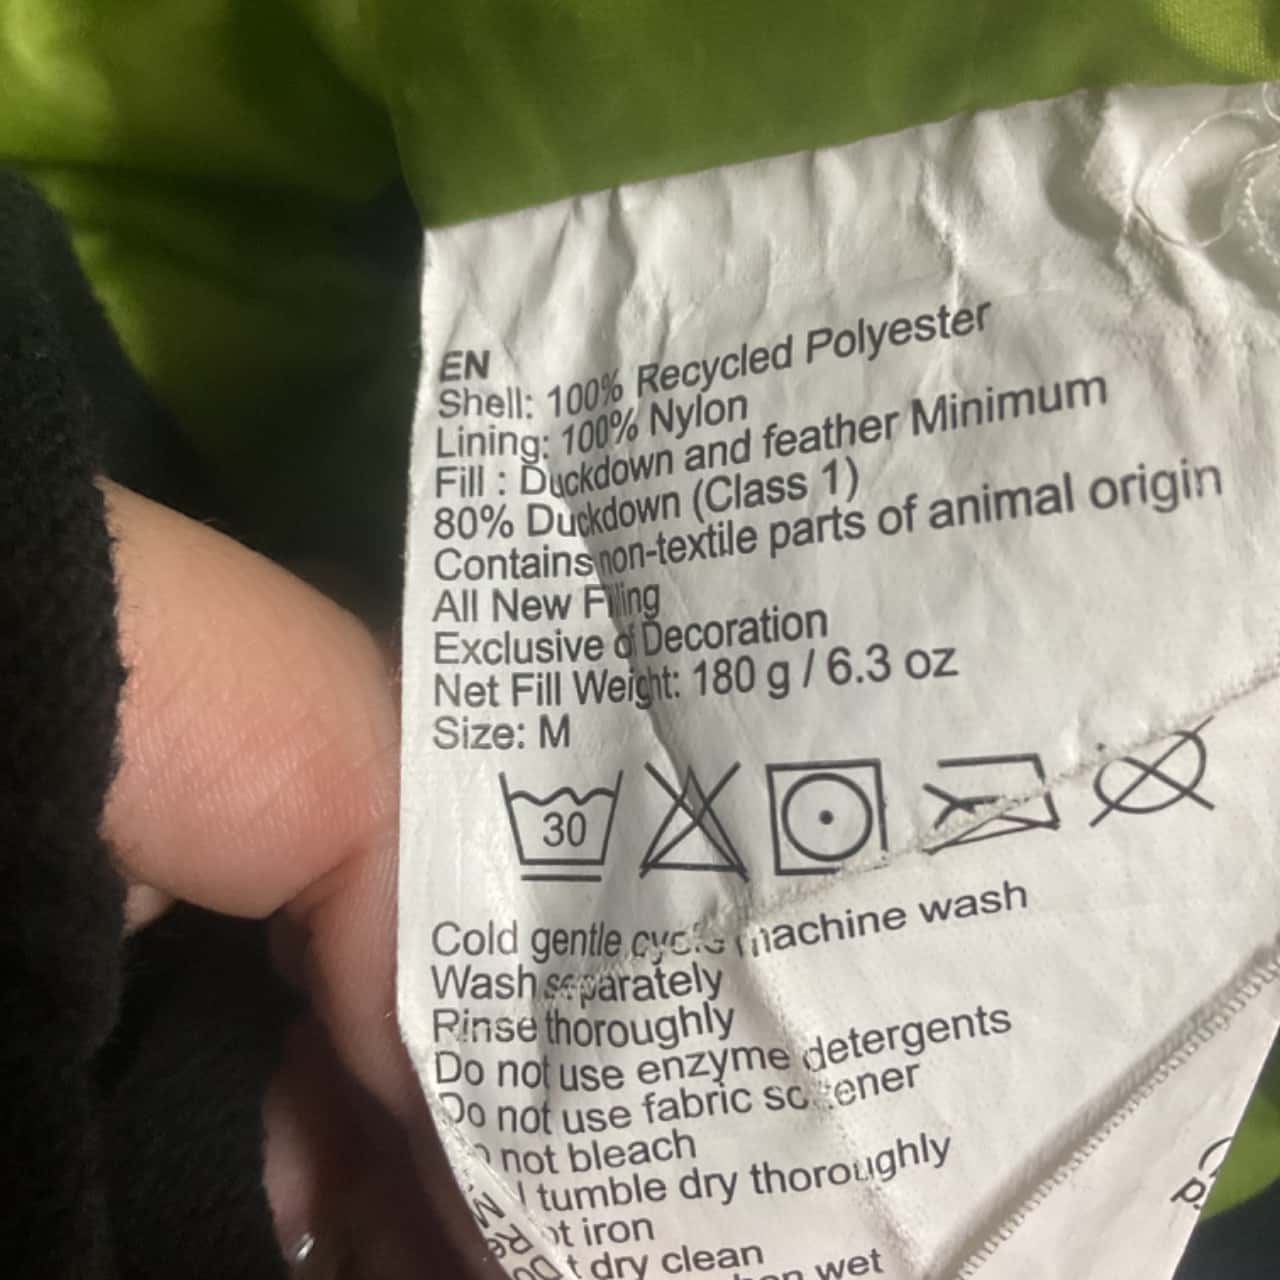 EN
Shell: 100% Recycled Polyester
Lining: 100% Nylon
Fill : Duckdown and feather Minimum
80% Duckdown (Class 1)
Contains non-textile parts of animal origin
All New Filling
Exclusive of Decoration
Net Fill Weight: 180 g / 6.3 oz
Size: M
30
Cold gentle cycle machine wash
Wash separately
Rinse thoroughly
Do not use enzyme detergents
Do not use fabric softener
not bleach
tumble dry thoroughly
iron
dry clean
wet